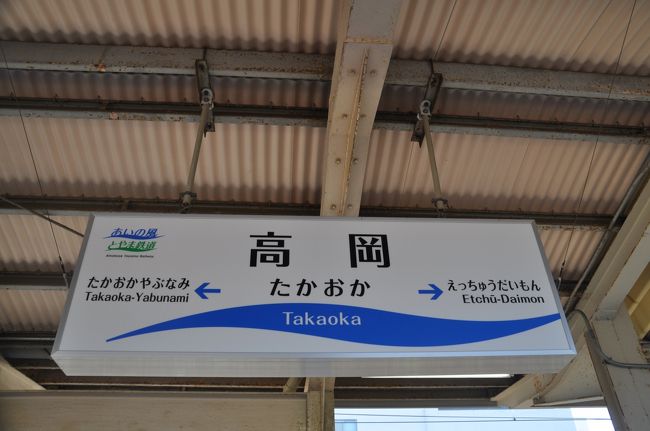 あいの風
とやま鉄道
Ainokaze Toyama Railway
高岡
たかおか
Takaoka
たかおかやぶなみ
Takaoka-Yabunami
えっちゅうだいもん
Etchū-Daimon